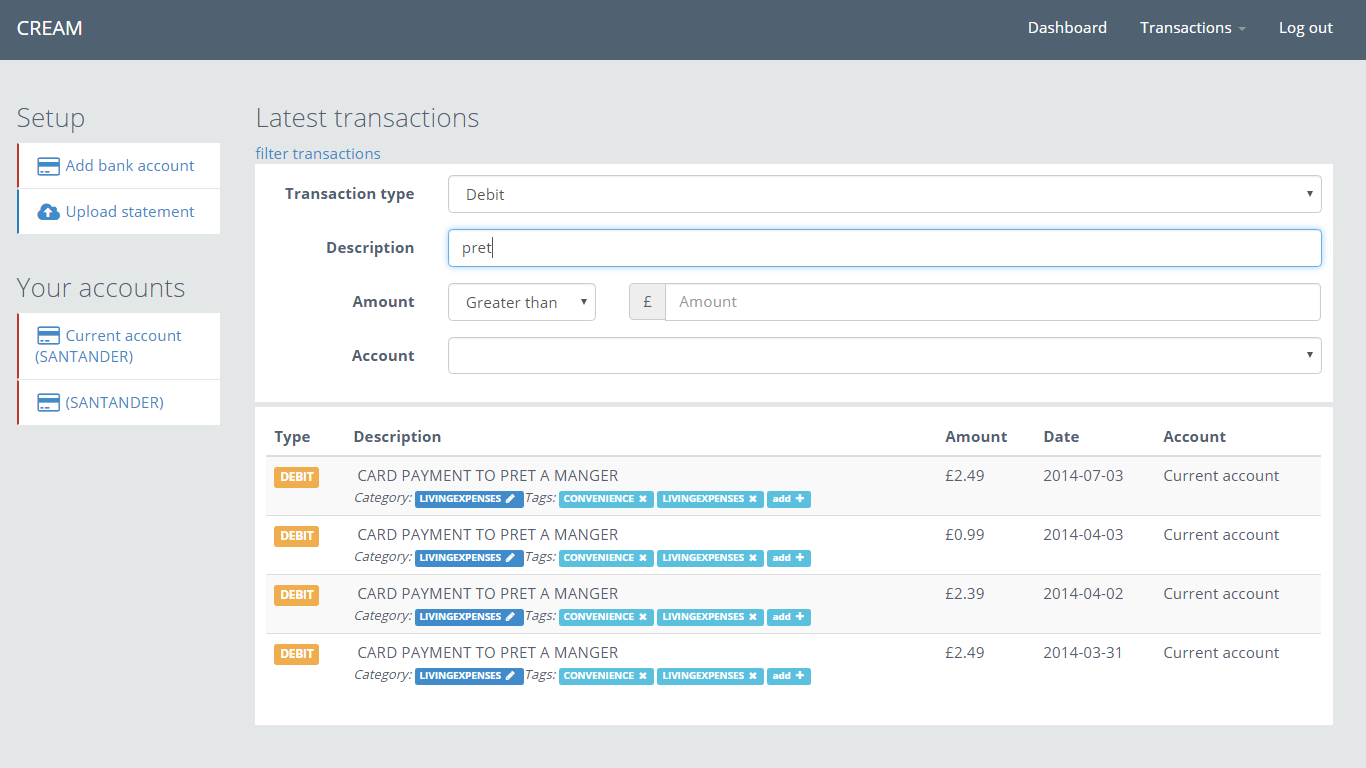 CREAM
Dashboard Transactions Log out
Setup
Add bank account
Upload statement
Your accounts
Current account
(SANTANDER)
(SANTANDER)
Latest transactions
filter transactions
Transaction type Debit
Description pret
Amount Greater than £ Amount
Account
Type Description Amount Date Account
DEBIT CARD PAYMENT TO PRET A MANGER £2.49 2014-07-03 Current account
Category: LIVINGEXPENSES Tags: CONVENIENCE LIVINGEXPENSES add
DEBIT CARD PAYMENT TO PRET A MANGER £0.99 2014-04-03 Current account
Category: LIVINGEXPENSES Tags: CONVENIENCE LIVINGEXPENSES add
DEBIT CARD PAYMENT TO PRET A MANGER £2.39 2014-04-02 Current account
Category: LIVINGEXPENSES Tags: CONVENIENCE LIVINGEXPENSES add
DEBIT CARD PAYMENT TO PRET A MANGER £2.49 2014-03-31 Current account
Category: LIVINGEXPENSES Tags: CONVENIENCE LIVINGEXPENSES add